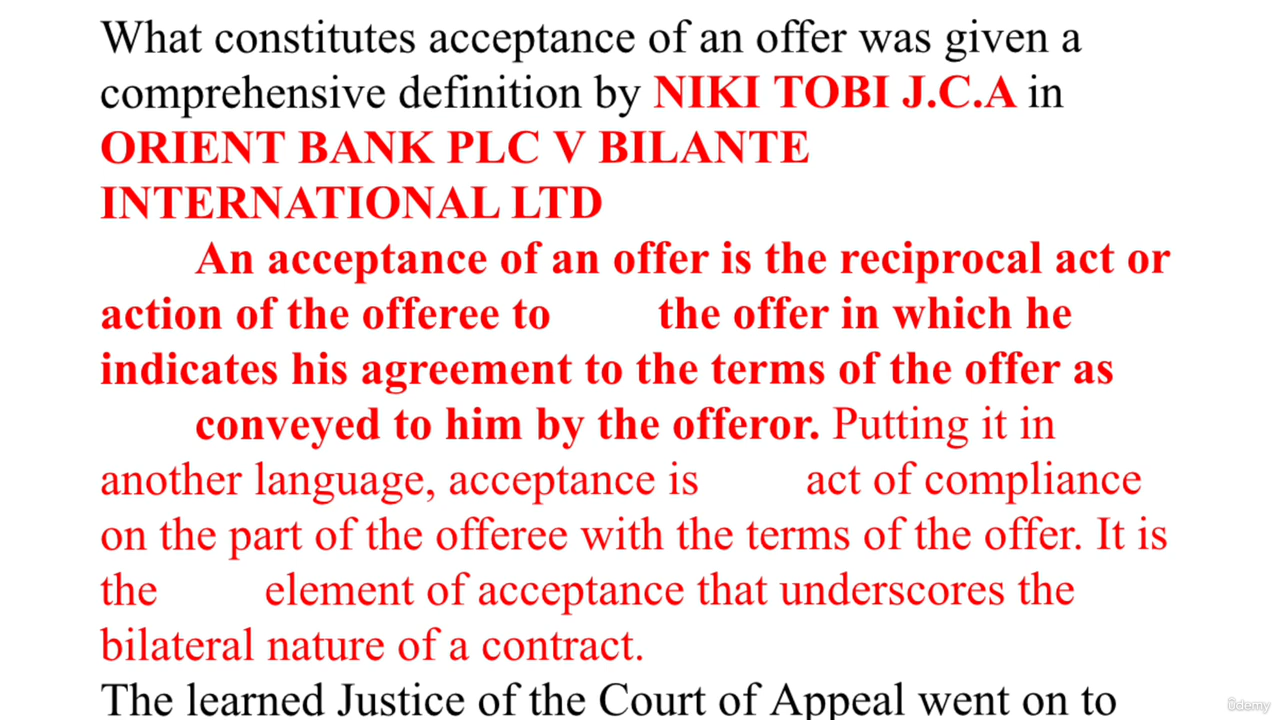 What constitutes acceptance of an offer was given a
comprehensive definition by NIKI TOBI J.C.A in
ORIENT BANK PLC V BILANTE
INTERNATIONAL LTD
An acceptance of an offer is the reciprocal act or
action of the offeree to the offer in which he
indicates his agreement to the terms of the offer as
conveyed to him by the offeror. Putting it in
another language, acceptance is act of compliance
on the part of the offeree with the terms of the offer. It is
the element of acceptance that underscores the
bilateral nature of a contract.
The learned Justice of the Court of Appeal went on to
ûdemy